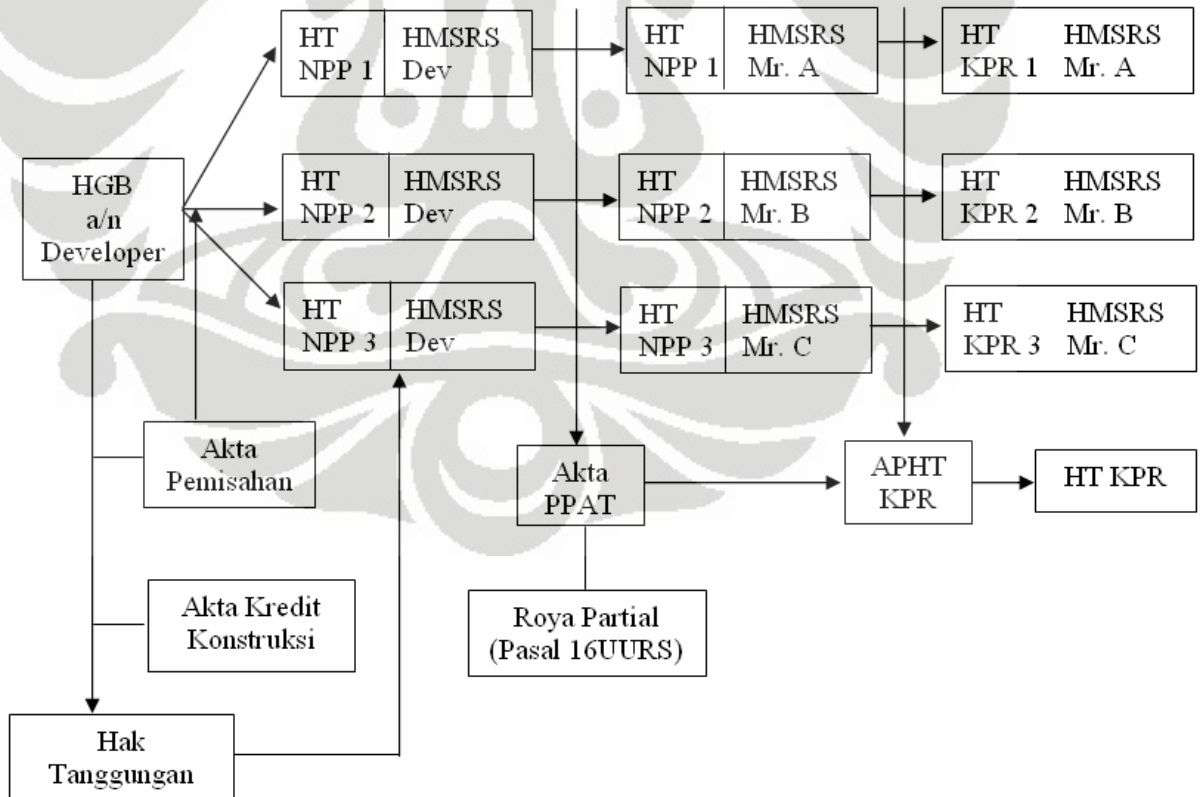 HT HMSRS
NPP 1 Dev
HT HMSRS
NPP 1 Mr. A
HT HMSRS
KPR 1 Mr. A
HGB
a/n
Developer
HT HMSRS
NPP 2 Dev
HT HMSRS
NPP 2 Mr. B
HT HMSRS
KPR 2 Mr. B
HT HMSRS
NPP 3 Dev
HT HMSRS
NPP 3 Mr. C
HT HMSRS
KPR 3 Mr. C
Akta
Pemisahan
Akta
PPAT
APHT
KPR
HT KPR
Akta Kredit
Konstruksi
Roya Partial
(Pasal 16UURS)
Hak
Tanggungan